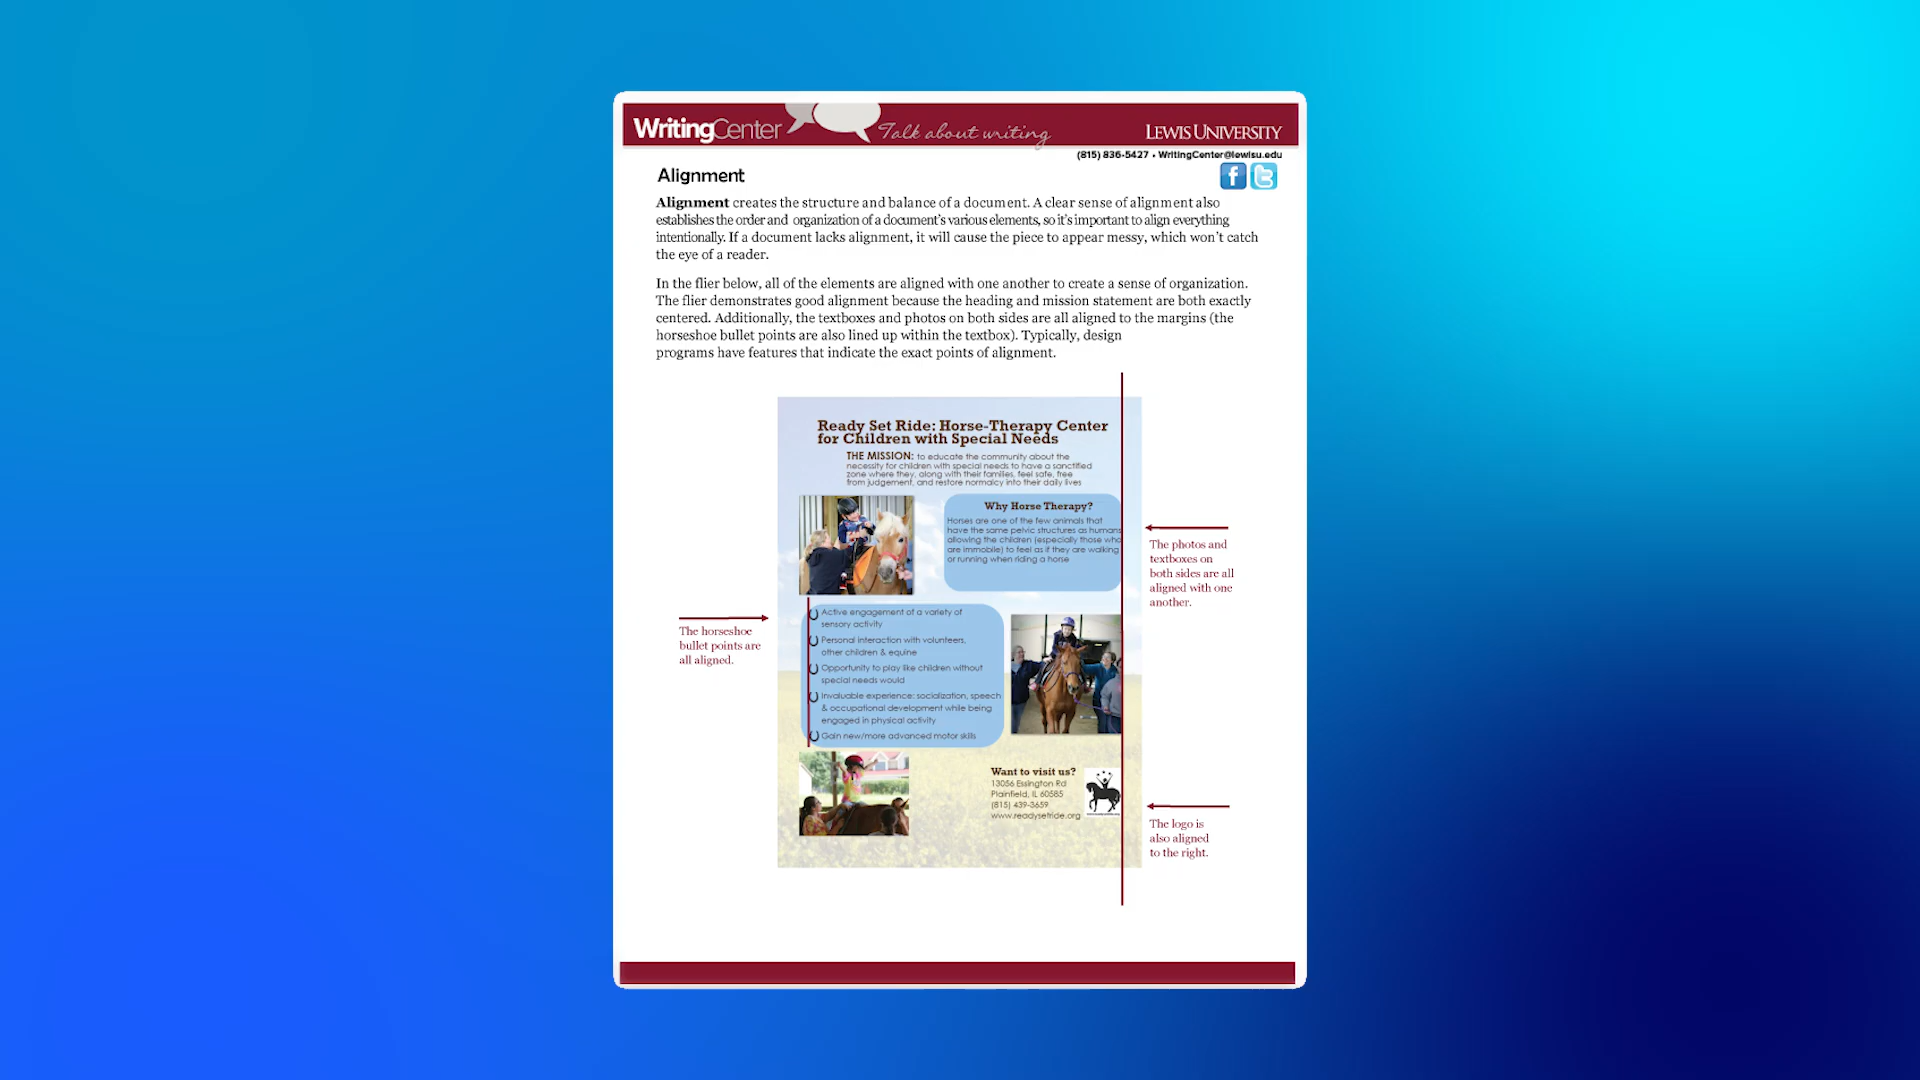 WritingCenter Talk about writing LEWIS UNIVERSITY
(815) 836-5427 • WritingCenter@lewisu.edu
Alignment
Alignment creates the structure and balance of a document. A clear sense of alignment also
establishes the order and organization of a document's various elements, so it's important to align everything
intentionally. If a document lacks alignment, it will cause the piece to appear messy, which won't catch
the eye of a reader.
In the flier below, all of the elements are aligned with one another to create a sense of organization.
The flier demonstrates good alignment because the heading and mission statement are both exactly
centered. Additionally, the textboxes and photos on both sides are all aligned to the margins (the
horseshoe bullet points are also lined up within the textbox). Typically, design
programs have features that indicate the exact points of alignment.
Ready Set Ride: Horse-Therapy Center
for Children with Special Needs
THE MISSION: to educate the community about the
necessity for children with special needs to have a sanctified
zone where they, along with their families, feel safe, free
from judgement, and restore normalcy into their daily lives
Why Horse Therapy?
Horses are one of the few animals that
have the same pelvic structures as humans
allowing the children (especially those who
are immobile) to feel as if they are walking
or running when riding a horse
The photos and
textboxes on
both sides are all
aligned with one
another.
The horseshoe
bullet points are
all aligned.
Active engagement of a variety of
sensory activity
Personal interaction with volunteers,
other children & equine
Opportunity to play like children without
special needs would
Invaluable experience: socialization, speech
& occupational development while being
engaged in physical activity
Gain new/more advanced motor skills
Want to visit us?
13056 Essington Rd
Plainfield, IL 60585
(815) 439-3659
www.readysetride.org
The logo is
also aligned
to the right.